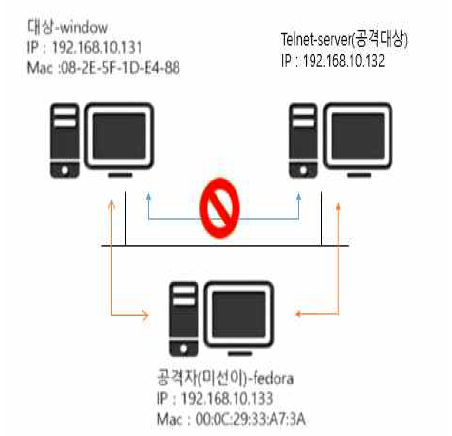 대상-window
IP : 192.168.10.131
Mac :08-2E-5F-1D-E4-88
Telnet-server(공격대상)
IP : 192.168.10.132
공격자(미선이)-fedora
IP : 192.168.10.133
Mac : 00:0C:29:33:A7:3A